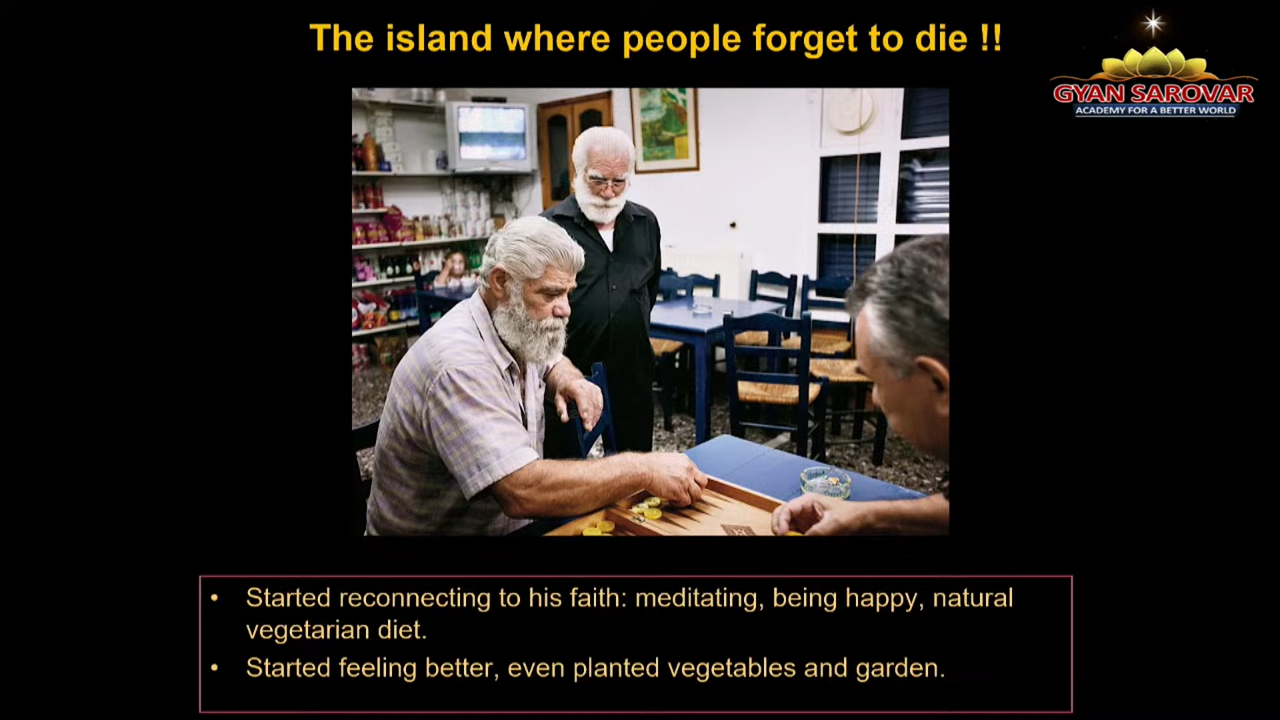 The island where people forget to die !!
GYAN SAROVAR
ACADEMY FOR A BETTER WORLD
• Started reconnecting to his faith: meditating, being happy, natural
vegetarian diet.
• Started feeling better, even planted vegetables and garden.